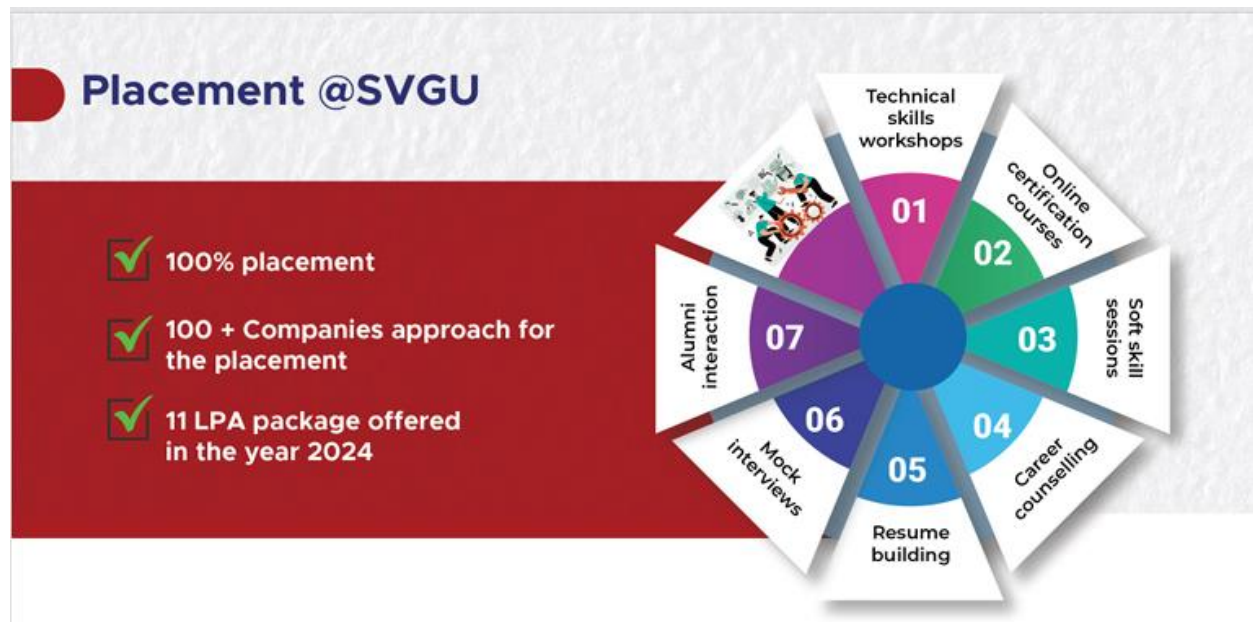 Placement @SVGU
100% placement
100 + Companies approach for
the placement
11 LPA package offered
in the year 2024
Technical
skills
workshops
01
Online
certification
courses
02
Soft skill
sessions
03
Career
counselling
04
Resume
building
05
Mock
interviews
06
Alumni
interaction
07